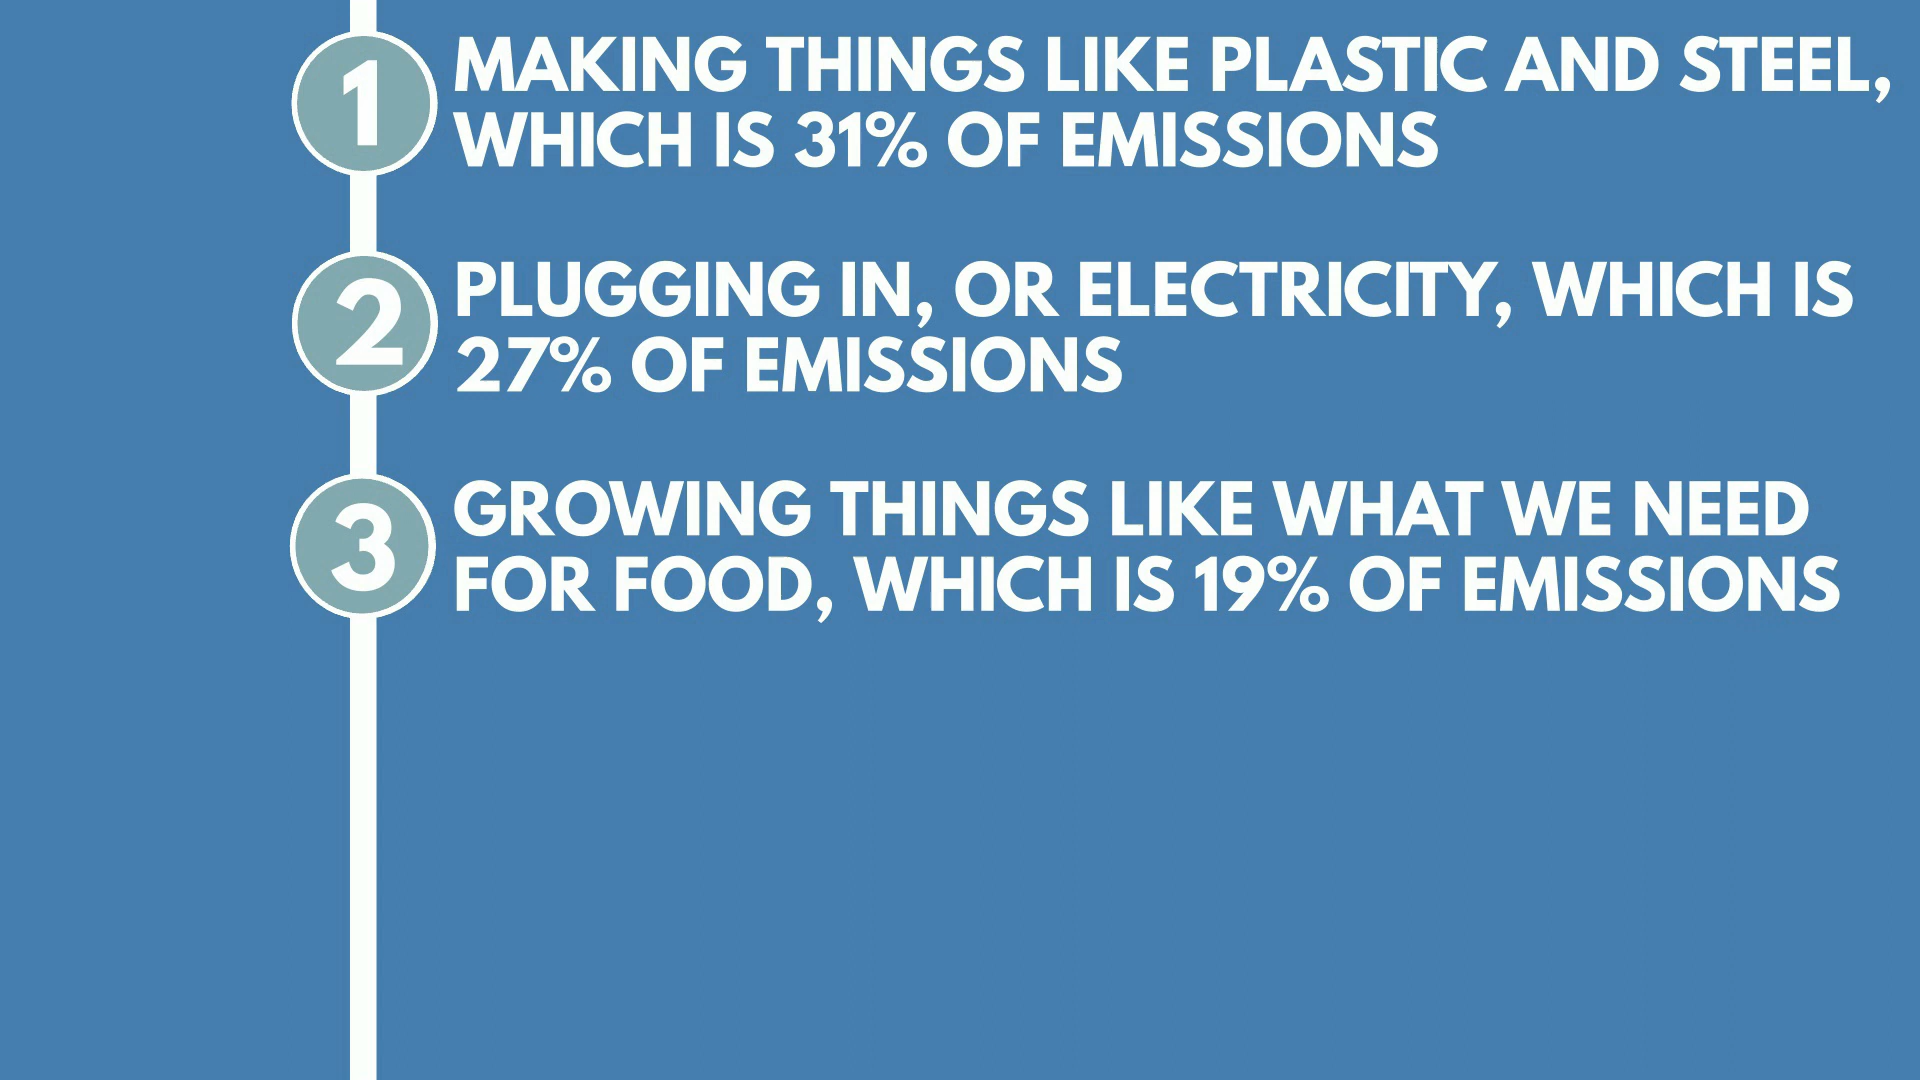 1
MAKING THINGS LIKE PLASTIC AND STEEL,
WHICH IS 31% OF EMISSIONS
2
PLUGGING IN, OR ELECTRICITY, WHICH IS
27% OF EMISSIONS
3
GROWING THINGS LIKE WHAT WE NEED
FOR FOOD, WHICH IS 19% OF EMISSIONS